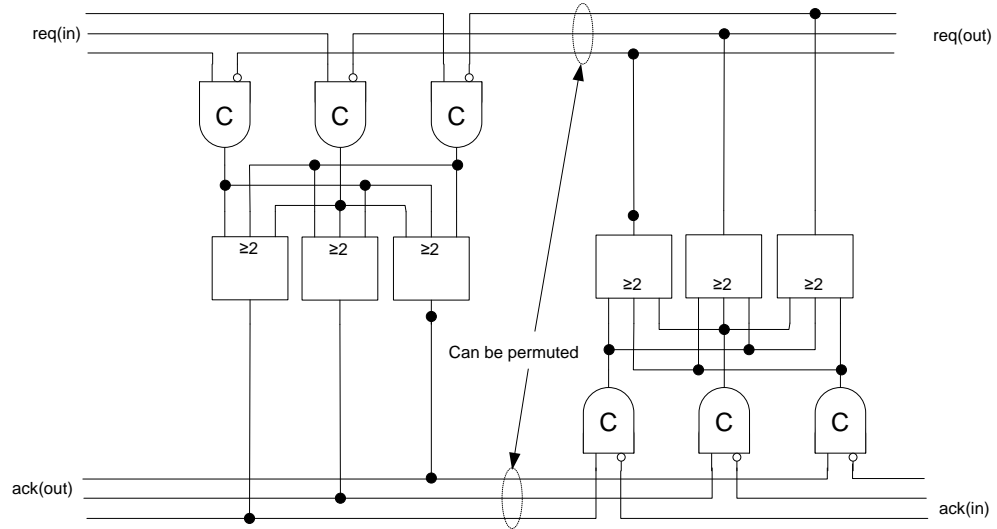 req(in)
req(out)
C
C
C
≥2
≥2
≥2
≥2
≥2
≥2
Can be permuted
C
C
C
ack(out)
ack(in)